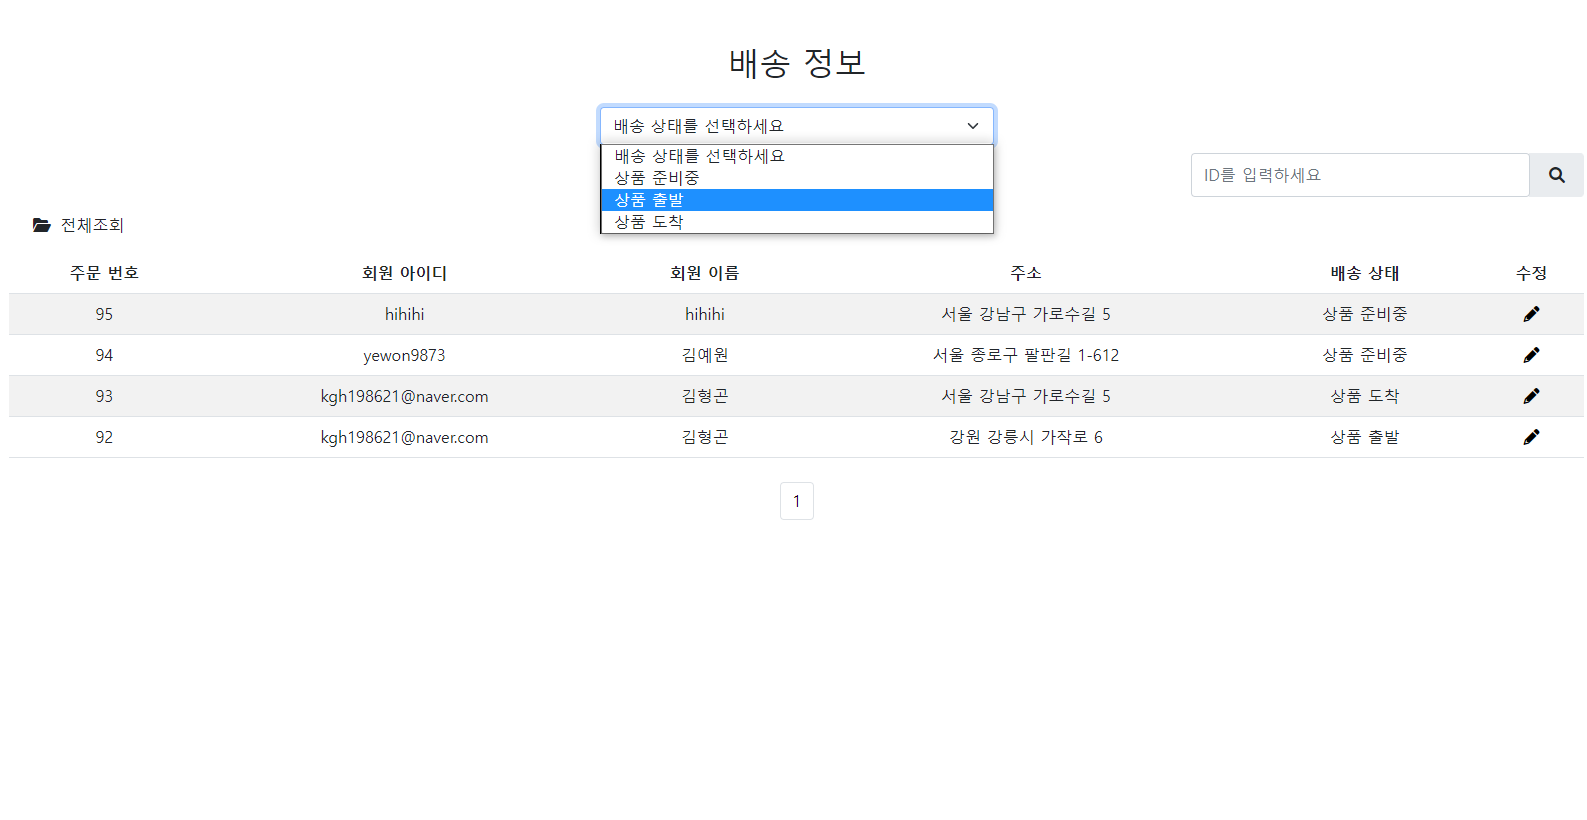 배송 정보
배송 상태를 선택하세요
배송 상태를 선택하세요
상품 준비중
상품 출발
상품 도착
ID를 입력하세요
전체조회
주문 번호 회원 아이디 회원 이름 주소 배송 상태 수정
95 hihihi hihihi 서울 강남구 가로수길 5 상품 준비중
94 yewon9873 김예원 서울 종로구 팔판길 1-612 상품 준비중
93 kgh198621@naver.com 김형곤 서울 강남구 가로수길 5 상품 도착
92 kgh198621@naver.com 김형곤 강원 강릉시 가작로 6 상품 출발
1